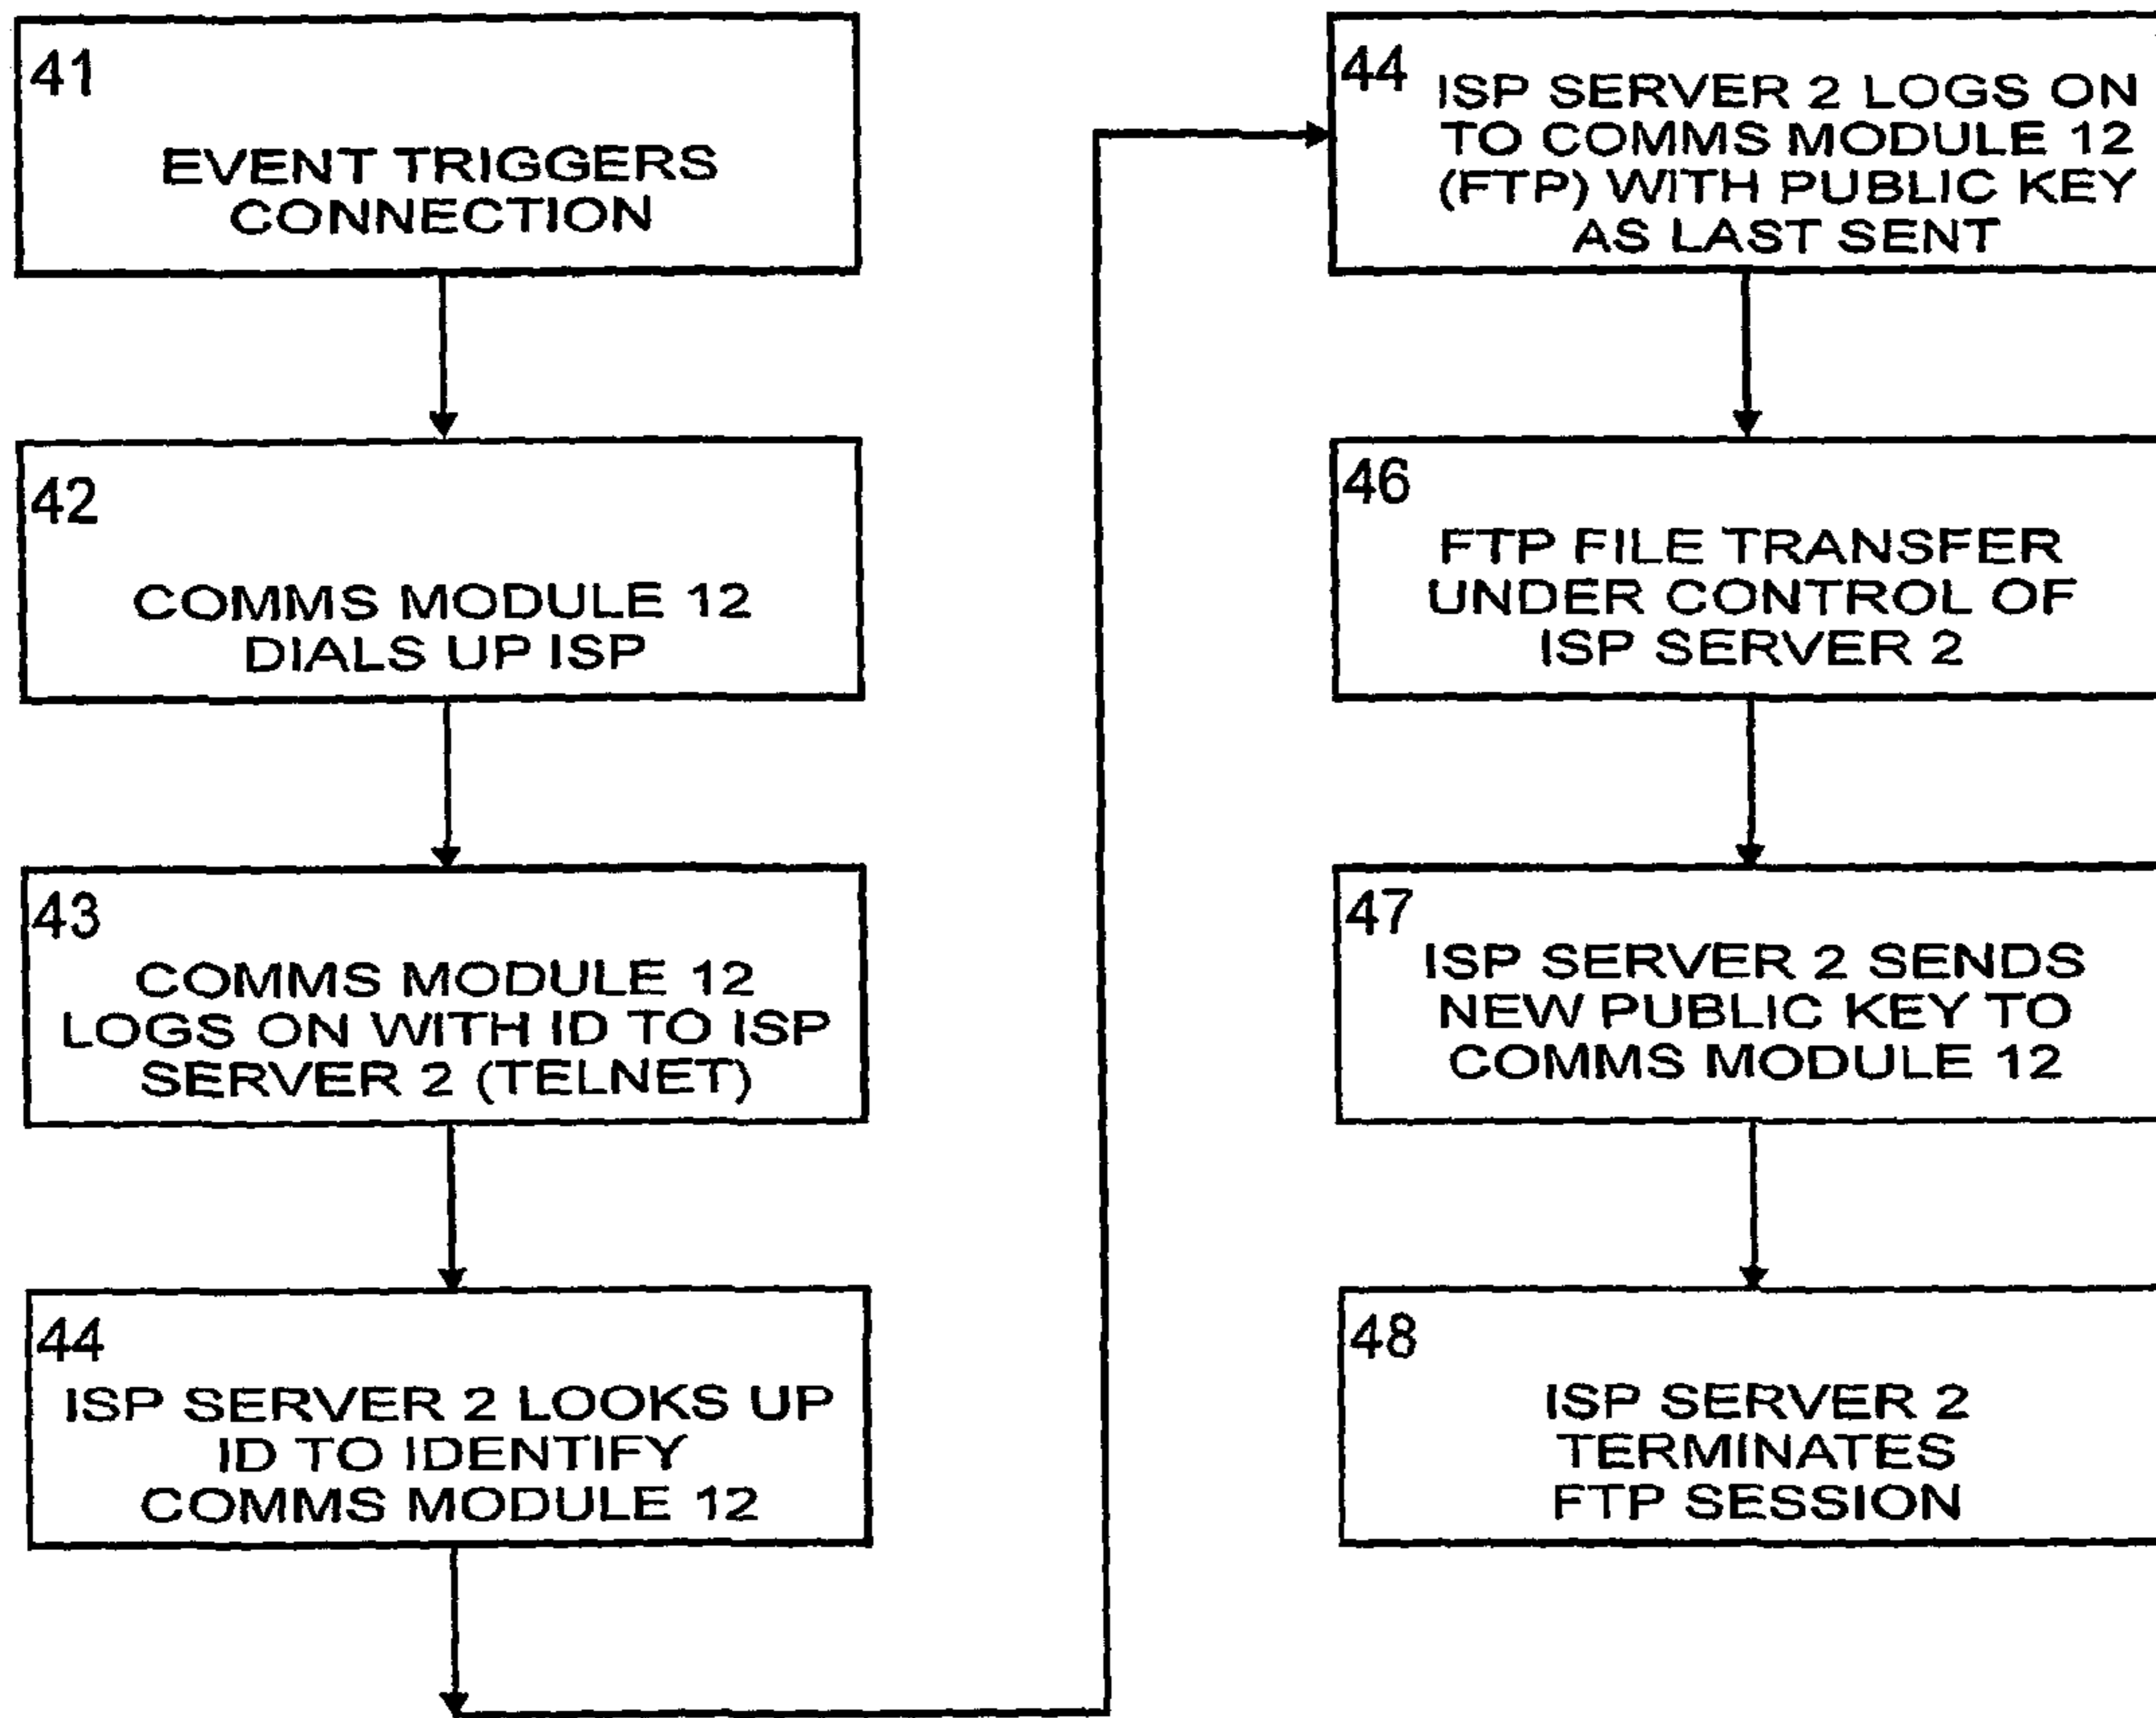 41
EVENT TRIGGERS
CONNECTION
42
COMMS MODULE 12
DIALS UP ISP
43
COMMS MODULE 12
LOGS ON WITH ID TO ISP
SERVER 2 (TELNET)
44
ISP SERVER 2 LOOKS UP
ID TO IDENTIFY
COMMS MODULE 12
44
ISP SERVER 2 LOGS ON
TO COMMS MODULE 12
(FTP) WITH PUBLIC KEY
AS LAST SENT
46
FTP FILE TRANSFER
UNDER CONTROL OF
ISP SERVER 2
47
ISP SERVER 2 SENDS
NEW PUBLIC KEY TO
COMMS MODULE 12
48
ISP SERVER 2
TERMINATES
FTP SESSION